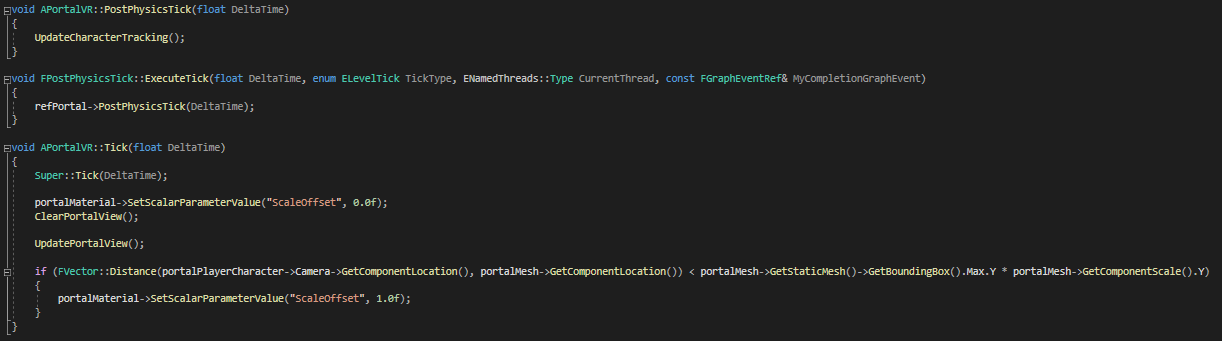 void APortalVR::PostPhysicsTick(float DeltaTime)
{
    UpdateCharacterTracking();
}
void FPostPhysicsTick::ExecuteTick(float DeltaTime, enum ELevelTick TickType, ENamedThreads::Type CurrentThread, const FGraphEventRef& MyCompletionGraphEvent)
{
    refPortal->PostPhysicsTick(DeltaTime);
}
void APortalVR::Tick(float DeltaTime)
{
    Super::Tick(DeltaTime);
    portalMaterial->SetScalarParameterValue("ScaleOffset", 0.0f);
    ClearPortalView();
    UpdatePortalView();
    if (FVector::Distance(portalPlayerCharacter->Camera->GetComponentLocation(), portalMesh->GetComponentLocation()) < portalMesh->GetStaticMesh()->GetBoundingBox().Max.Y * portalMesh->GetComponentScale().Y)
    {
        portalMaterial->SetScalarParameterValue("ScaleOffset", 1.0f);
    }
}